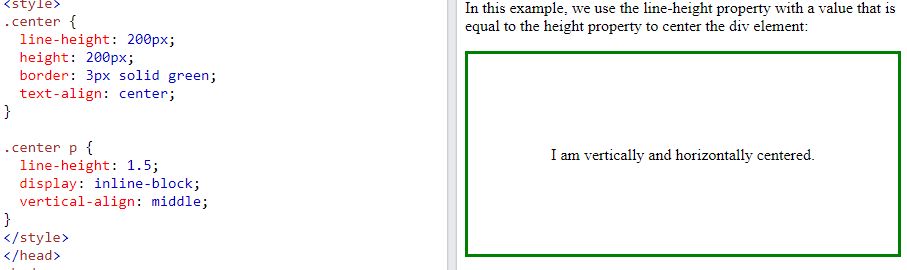 <style>
.center {
  line-height: 200px;
  height: 200px;
  border: 3px solid green;
  text-align: center;
}

.center p {
  line-height: 1.5;
  display: inline-block;
  vertical-align: middle;
}
</style>
</head>
In this example, we use the line-height property with a value that is
equal to the height property to center the div element:
I am vertically and horizontally centered.